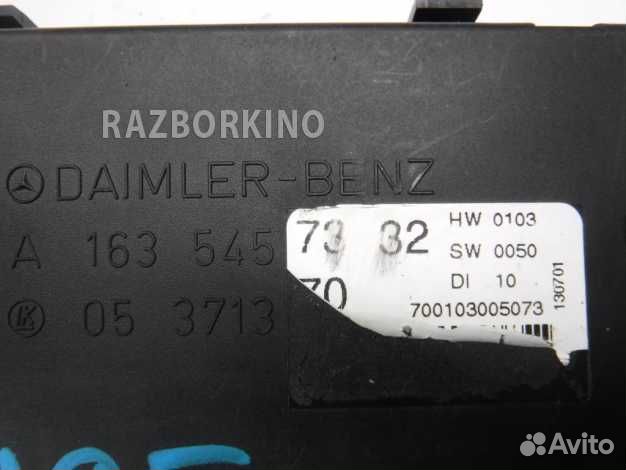 RAZBORKINO
DAIMLER-BENZ
A 163 545 73 32
HW 0103
SW 0050
70
DI 10
05 3713
700103005073
130701
Avito